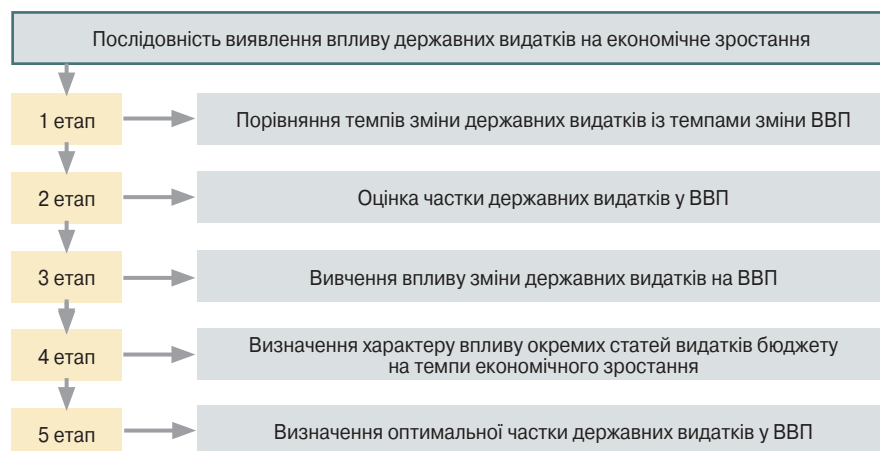 Послідовність виявлення впливу державних видатків на економічне зростання
1 етап
Порівняння темпів зміни державних видатків із темпами зміни ВВП
2 етап
Оцінка частки державних видатків у ВВП
3 етап
Вивчення впливу зміни державних видатків на ВВП
4 етап
Визначення характеру впливу окремих статей видатків бюджету
на темпи економічного зростання
5 етап
Визначення оптимальної частки державних видатків у ВВП